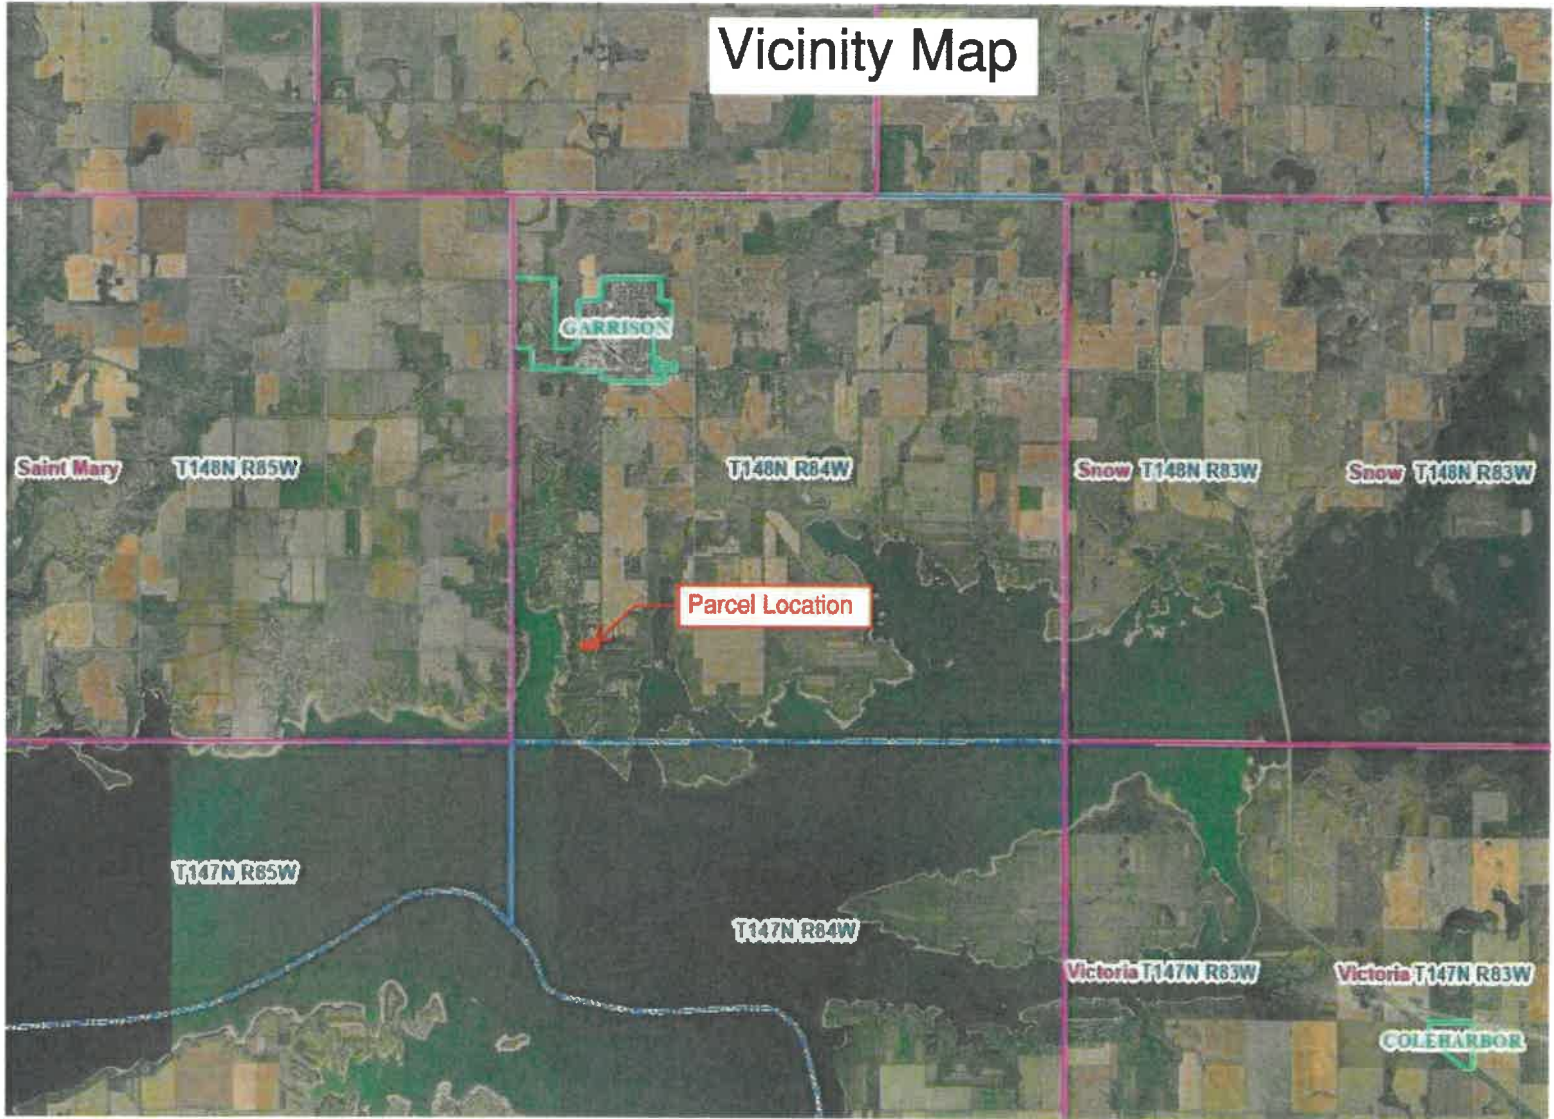 Vicinity Map
GARRISON
Saint Mary T148N R85W T148N R84W Snow T148N R83W Snow T148N R83W
Parcel Location
T147N R85W
T147N R84W
Victoria T147N R83W Victoria T147N R83W
COLEHARBOR